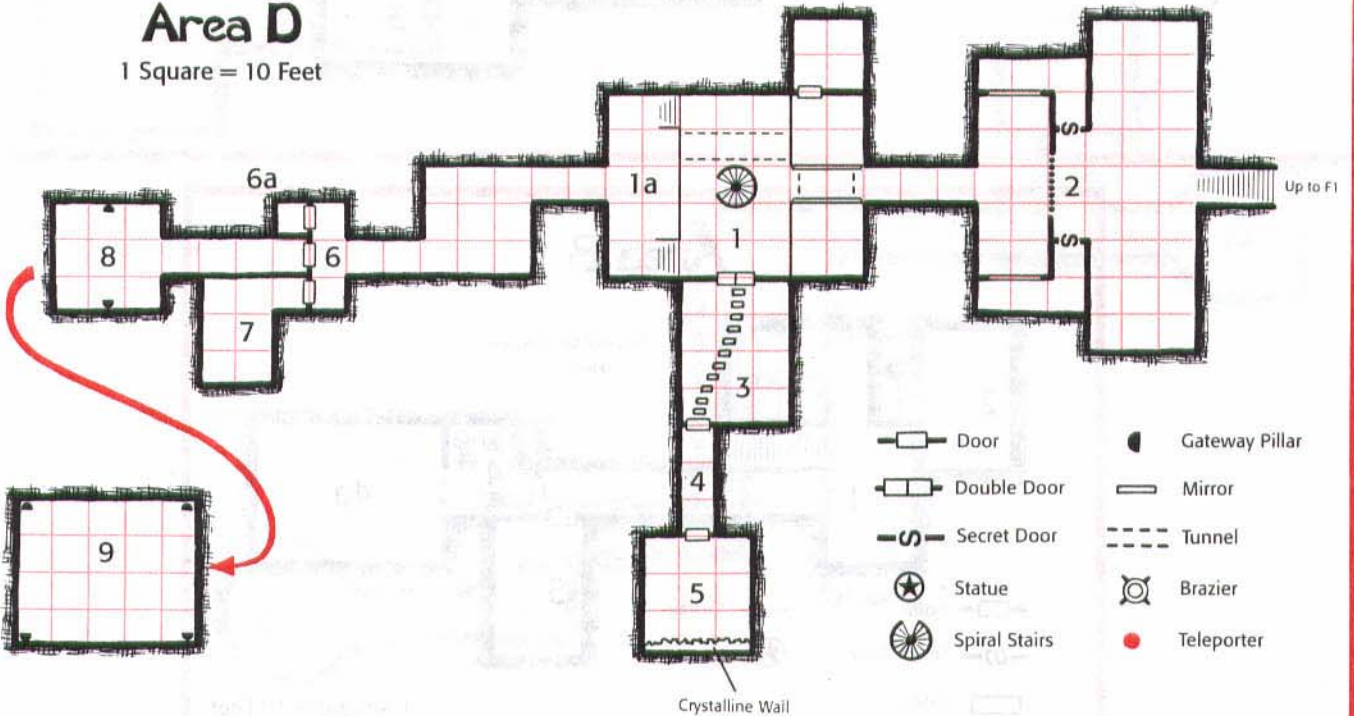 Area D
1 Square = 10 Feet
6a
1a
2
Up to F1
8
6
1
7
3
9
4
5
Door
Gateway Pillar
Double Door
Mirror
S Secret Door
Tunnel
Statue
Brazier
Spiral Stairs
Teleporter
Crystalline Wall
S
S